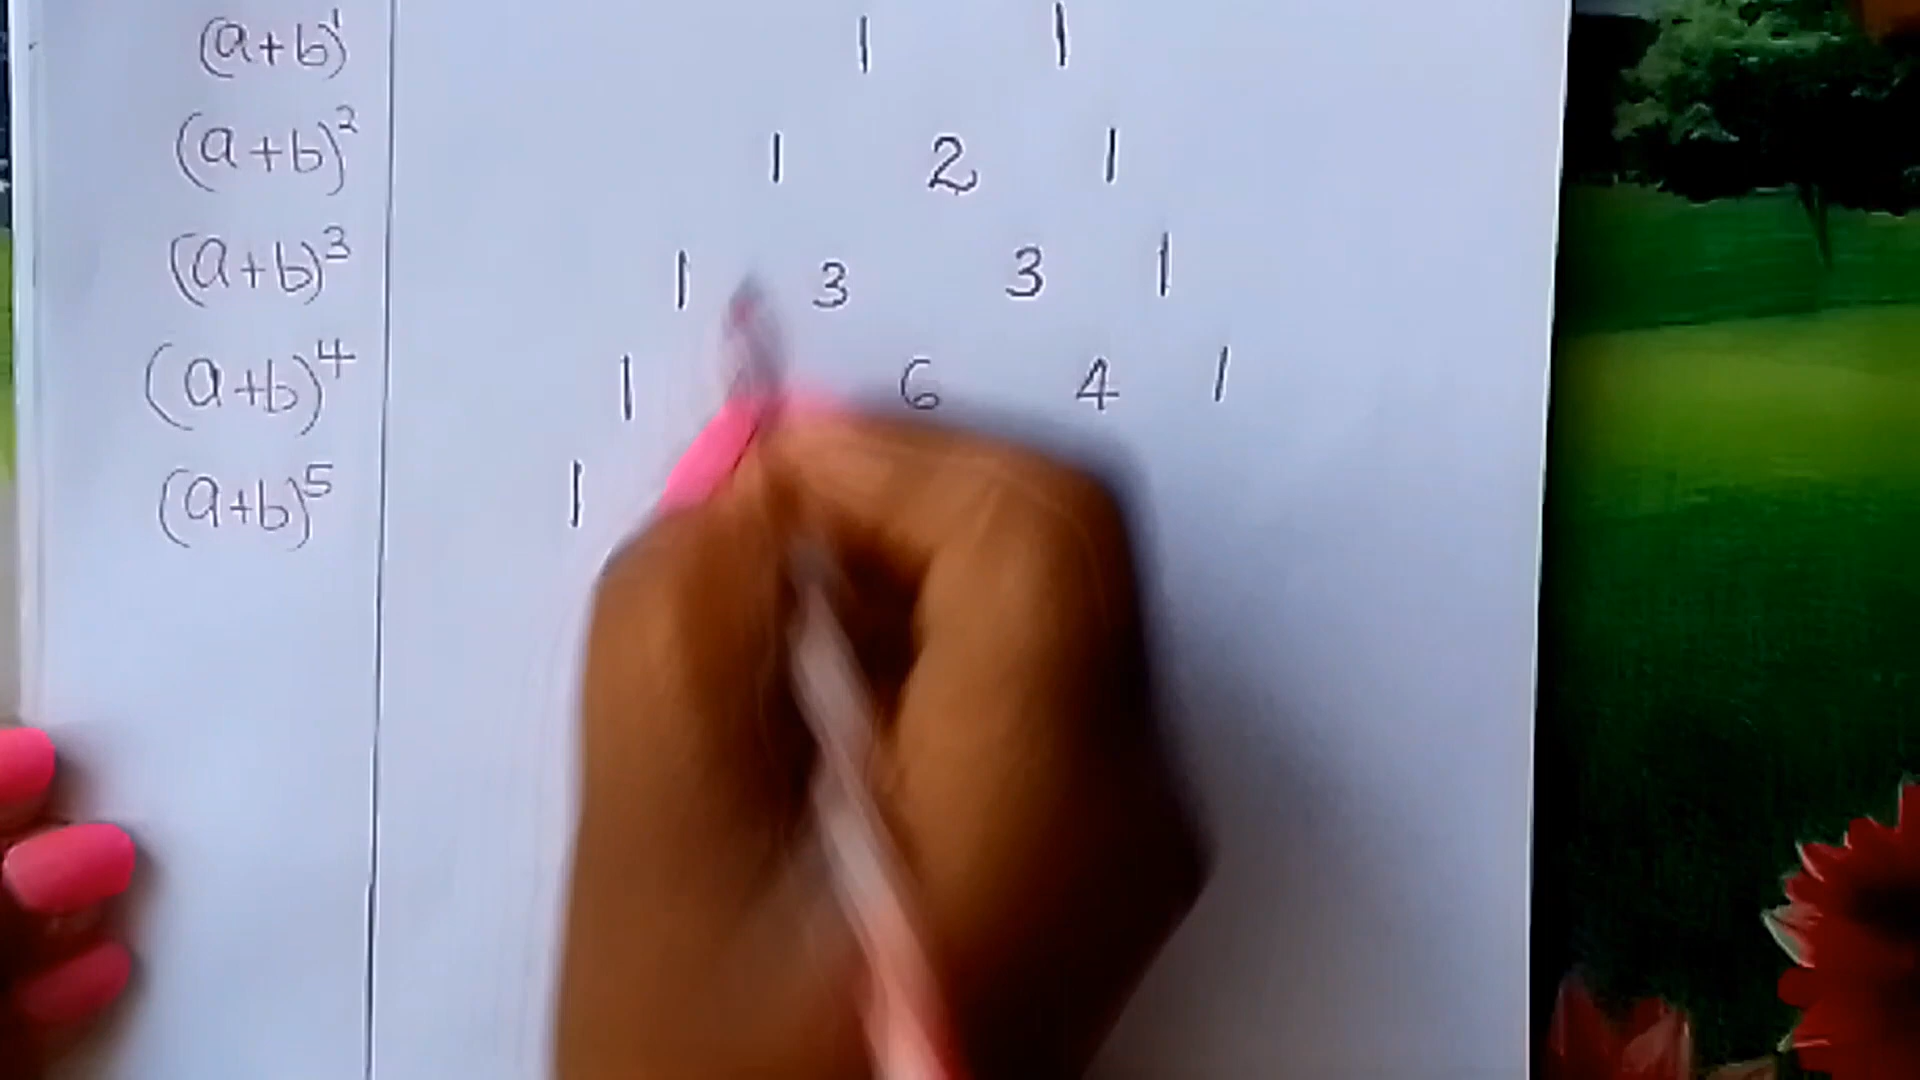 (a+b)¹ 1 1
(a+b)² 1 2 1
(a+b)³ 1 3 3 1
(a+b)⁴ 1 6 4 1
(a+b)⁵ 1